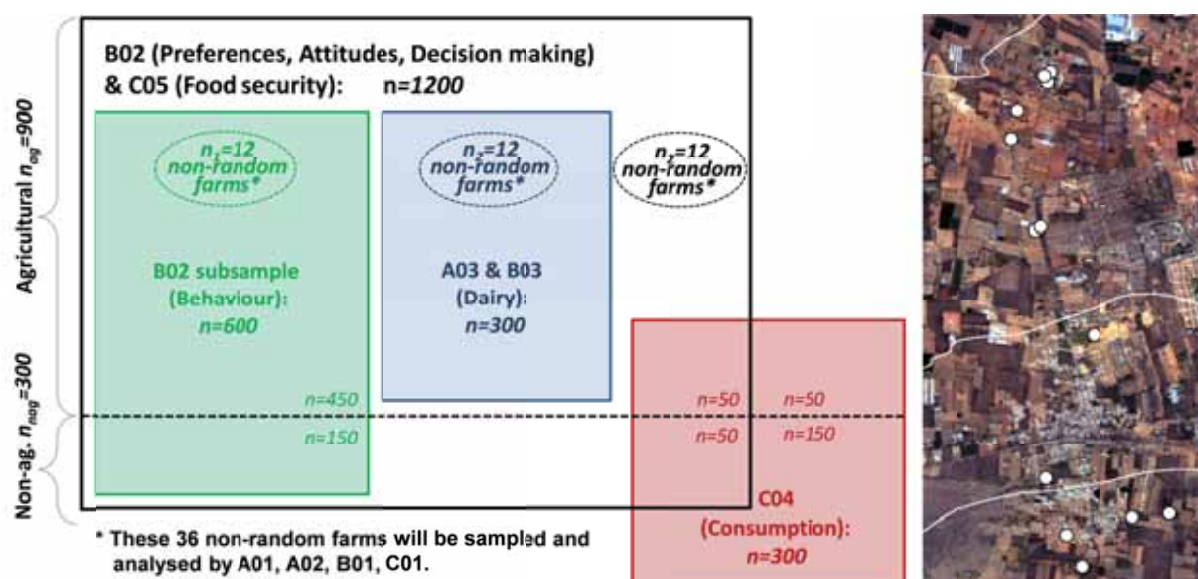 B02 (Preferences, Attitudes, Decision making)
& C05 (Food security): n=1200
Agricultural n_ag=900
Non-ag. n_nag=300
n_r=12
non-random
farms*
n_r=12
non-random
farms*
n_r=12
non-random
farms*
B02 subsample
(Behaviour):
n=600
A03 & B03
(Dairy):
n=300
n=450
n=150
n=50 n=50
n=50 n=150
C04
(Consumption):
n=300
* These 36 non-random farms will be sampled and
analysed by A01, A02, B01, C01.